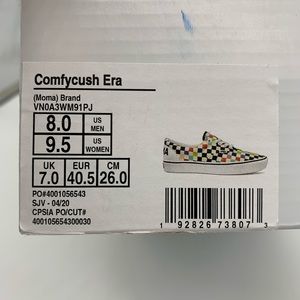 Comfycush Era
(Moma) Brand
VN0A3WM91PJ
8.0 US MEN
9.5 US WOMEN
UK EUR CM
7.0 40.5 26.0
PO#4001056543
SJV - 04/20
CPSIA PO/CUT#
400105654300030
1 92826 73807 3